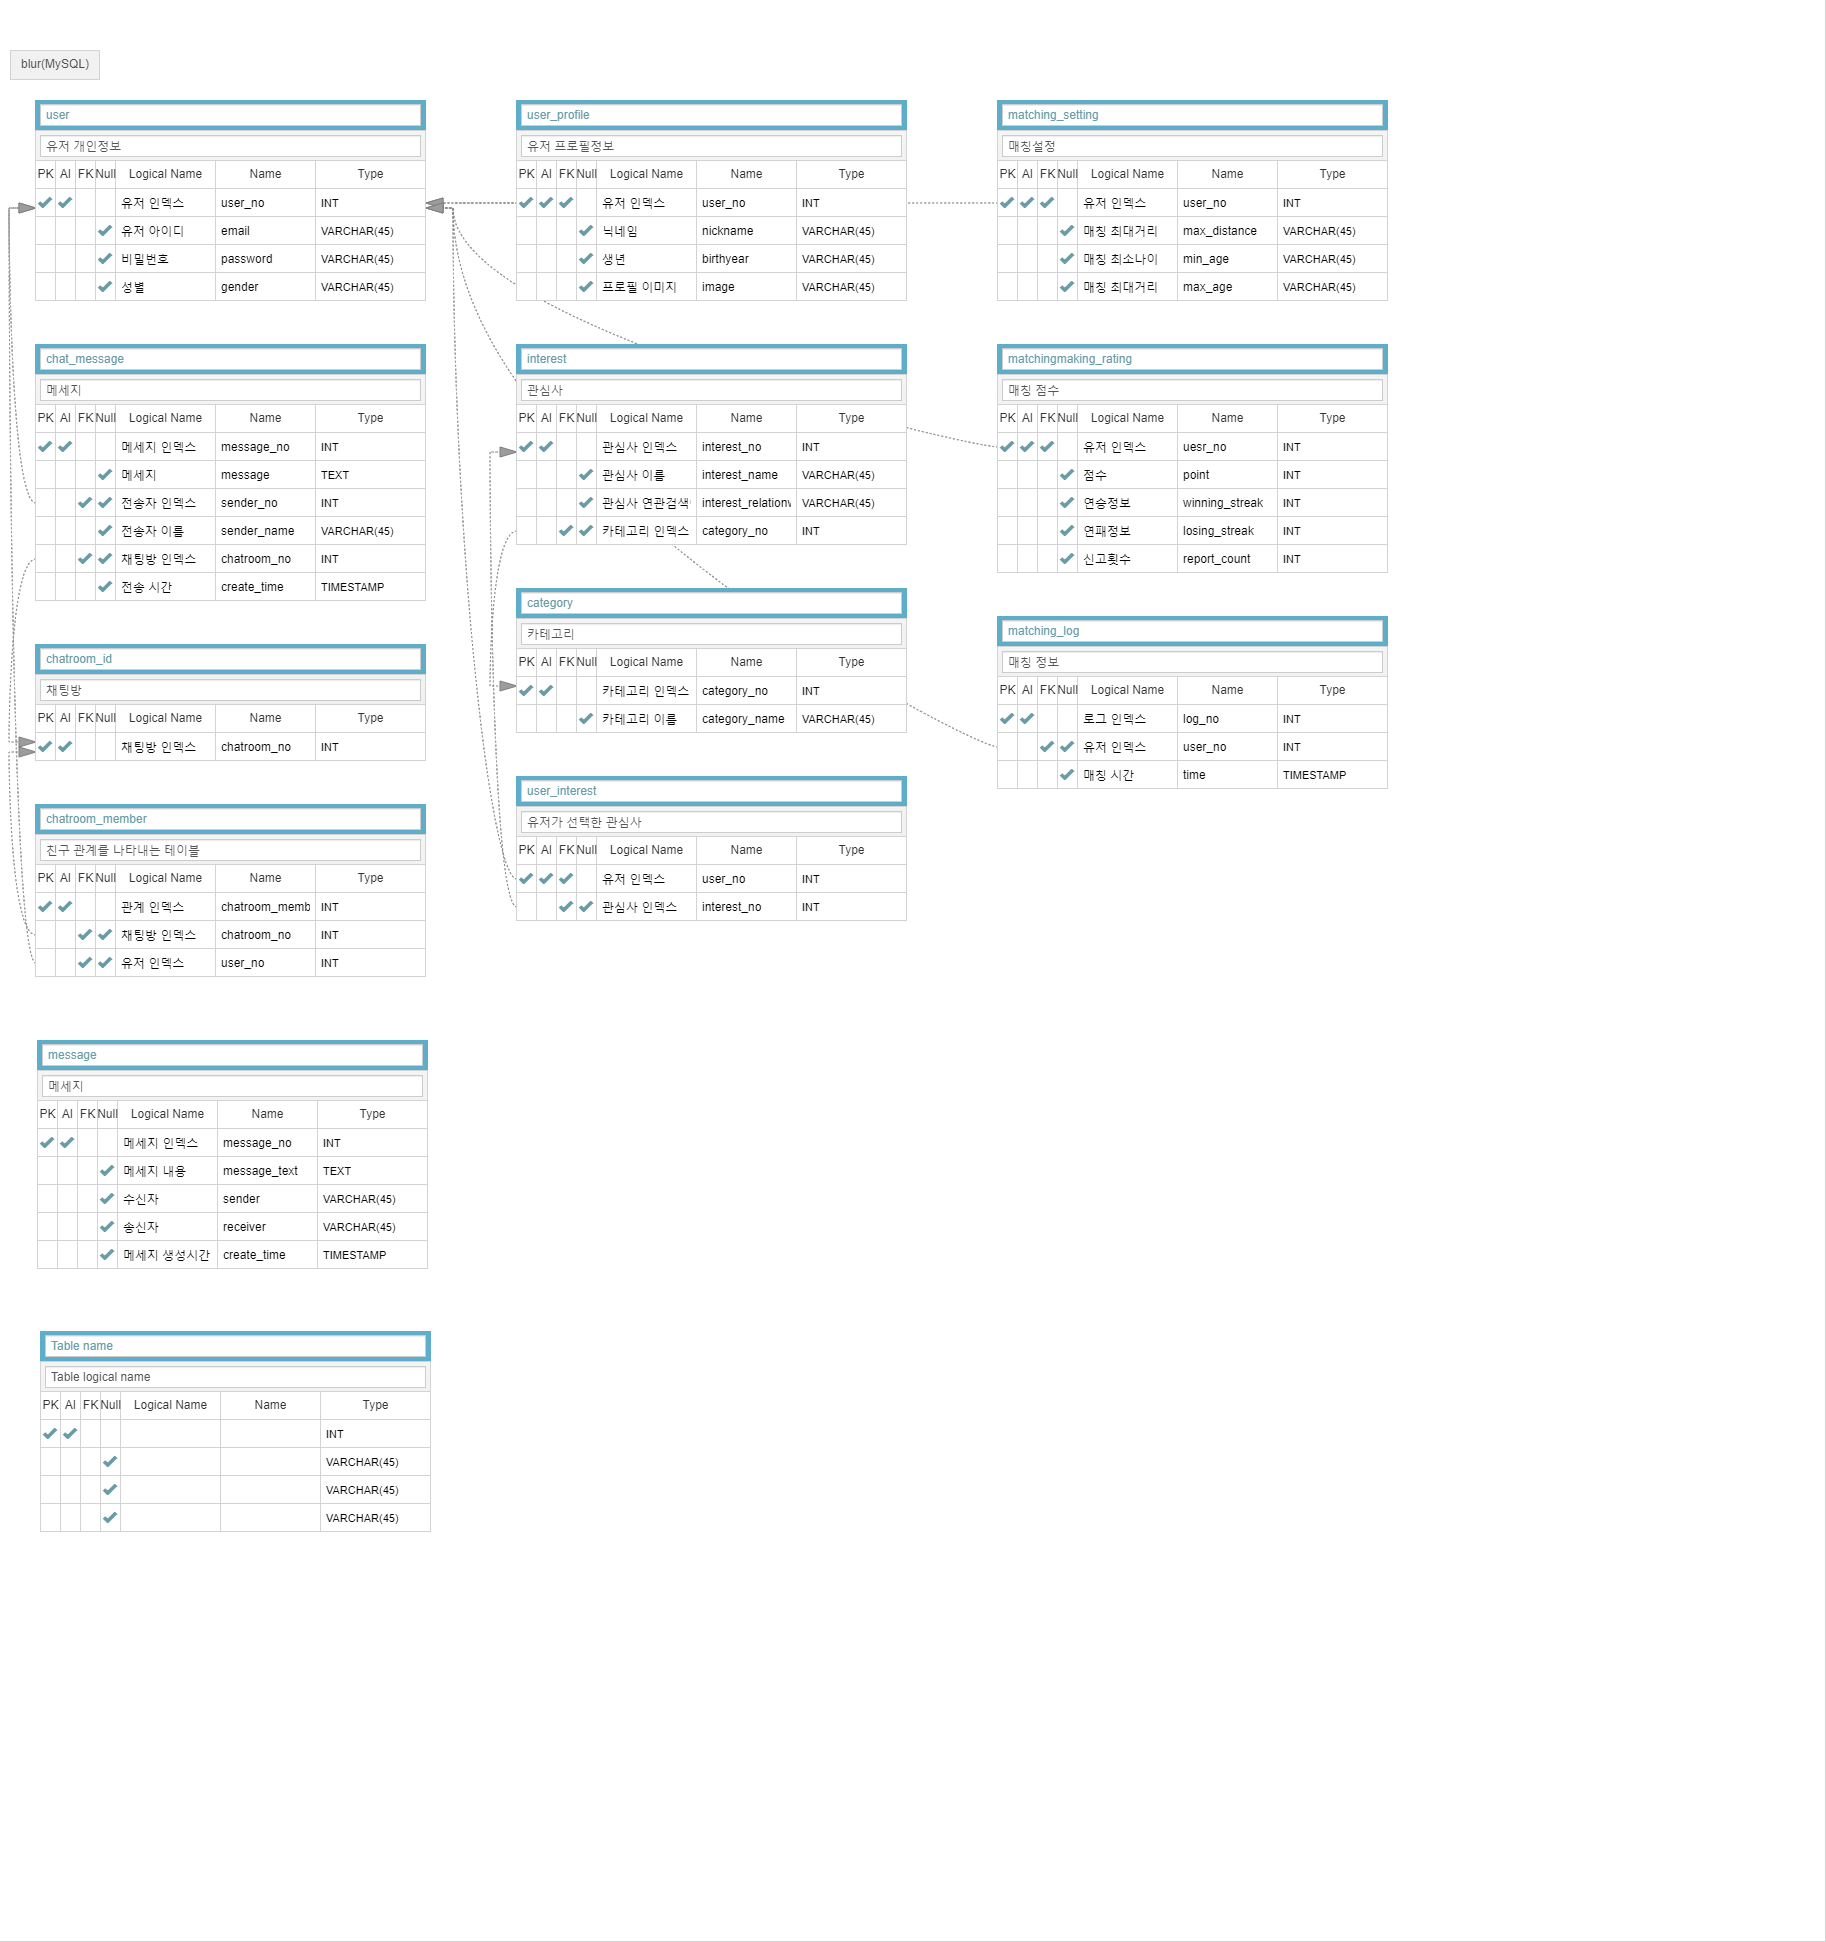 blur(MySQL)
user
유저 개인정보
PK AI FK Null Logical Name Name Type
유저 인덱스 user_no INT
유저 아이디 email VARCHAR(45)
비밀번호 password VARCHAR(45)
성별 gender VARCHAR(45)
chat_message
메세지
PK AI FK Null Logical Name Name Type
메세지 인덱스 message_no INT
메세지 message TEXT
전송자 인덱스 sender_no INT
전송자 이름 sender_name VARCHAR(45)
채팅방 인덱스 chatroom_no INT
전송 시간 create_time TIMESTAMP
chatroom_id
채팅방
PK AI FK Null Logical Name Name Type
채팅방 인덱스 chatroom_no INT
chatroom_member
친구 관계를 나타내는 테이블
PK AI FK Null Logical Name Name Type
관계 인덱스 chatroom_memb INT
채팅방 인덱스 chatroom_no INT
유저 인덱스 user_no INT
message
메세지
PK AI FK Null Logical Name Name Type
메세지 인덱스 message_no INT
메세지 내용 message_text TEXT
수신자 sender VARCHAR(45)
송신자 receiver VARCHAR(45)
메세지 생성시간 create_time TIMESTAMP
Table name
Table logical name
PK AI FK Null Logical Name Name Type
INT
VARCHAR(45)
VARCHAR(45)
VARCHAR(45)
user_profile
유저 프로필정보
PK AI FK Null Logical Name Name Type
유저 인덱스 user_no INT
닉네임 nickname VARCHAR(45)
생년 birthyear VARCHAR(45)
프로필 이미지 image VARCHAR(45)
interest
관심사
PK AI FK Null Logical Name Name Type
관심사 인덱스 interest_no INT
관심사 이름 interest_name VARCHAR(45)
관심사 연관검색 interest_relation VARCHAR(45)
카테고리 인덱스 category_no INT
category
카테고리
PK AI FK Null Logical Name Name Type
카테고리 인덱스 category_no INT
카테고리 이름 category_name VARCHAR(45)
user_interest
유저가 선택한 관심사
PK AI FK Null Logical Name Name Type
유저 인덱스 user_no INT
관심사 인덱스 interest_no INT
matching_setting
매칭설정
PK AI FK Null Logical Name Name Type
유저 인덱스 user_no INT
매칭 최대거리 max_distance VARCHAR(45)
매칭 최소나이 min_age VARCHAR(45)
매칭 최대거리 max_age VARCHAR(45)
matchingmaking_rating
매칭 점수
PK AI FK Null Logical Name Name Type
유저 인덱스 uesr_no INT
점수 point INT
연승정보 winning_streak INT
연패정보 losing_streak INT
신고횟수 report_count INT
matching_log
매칭 정보
PK AI FK Null Logical Name Name Type
로그 인덱스 log_no INT
유저 인덱스 user_no INT
매칭 시간 time TIMESTAMP